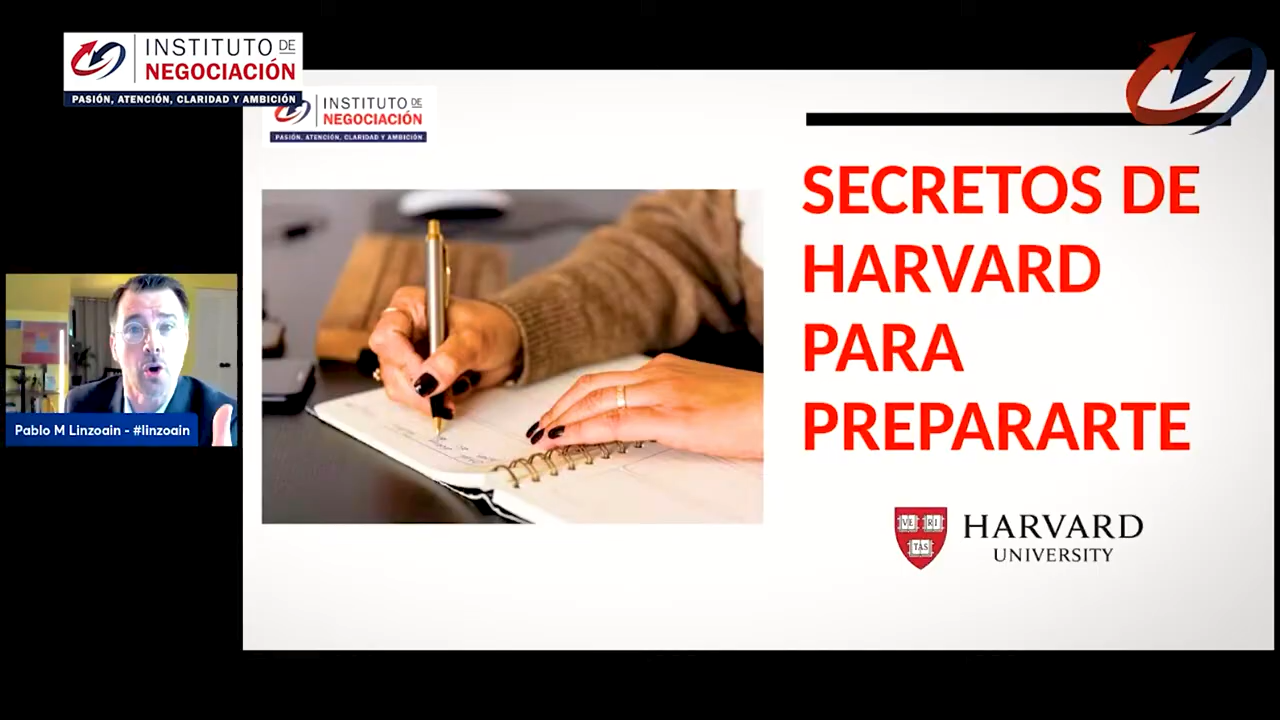 INSTITUTO DE
NEGOCIACIÓN
PASIÓN, ATENCIÓN, CLARIDAD Y AMBICIÓN
INSTITUTO DE
NEGOCIACIÓN
PASIÓN, ATENCIÓN, CLARIDAD Y AMBICIÓN
SECRETOS DE
HARVARD
PARA
PREPARARTE
Pablo M Linzoain - #linzoain
VE RI
TAS
HARVARD
UNIVERSITY